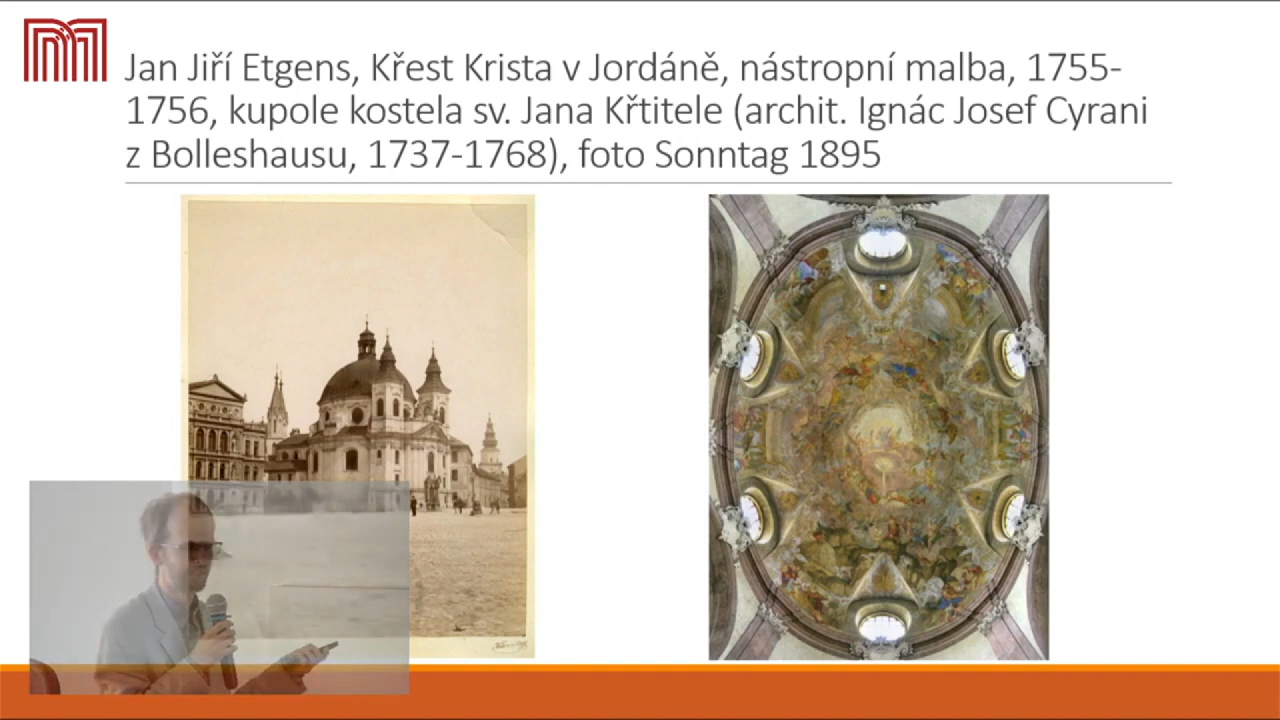 Jan Jiří Etgens, Křest Krista v Jordáně, nástropní malba, 1755-
1756, kupole kostela sv. Jana Křtitele (archit. Ignác Josef Cyrani
z Bolleshausu, 1737-1768), foto Sonntag 1895